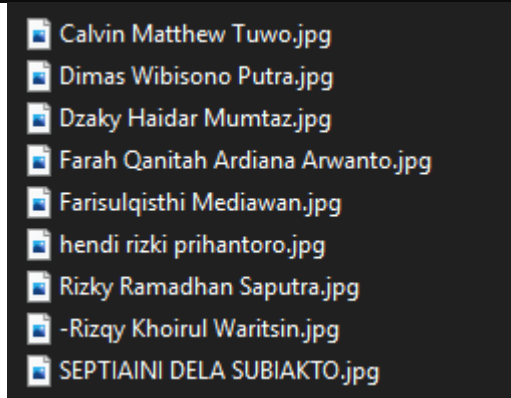 Calvin Matthew Tuwo.jpg
Dimas Wibisono Putra.jpg
Dzaky Haidar Mumtaz.jpg
Farah Qanitah Ardiana Arwanto.jpg
Farisulqisthi Mediawan.jpg
hendi rizki prihantoro.jpg
Rizky Ramadhan Saputra.jpg
-Rizqy Khoirul Waritsin.jpg
SEPTIAINI DELA SUBIAKTO.jpg